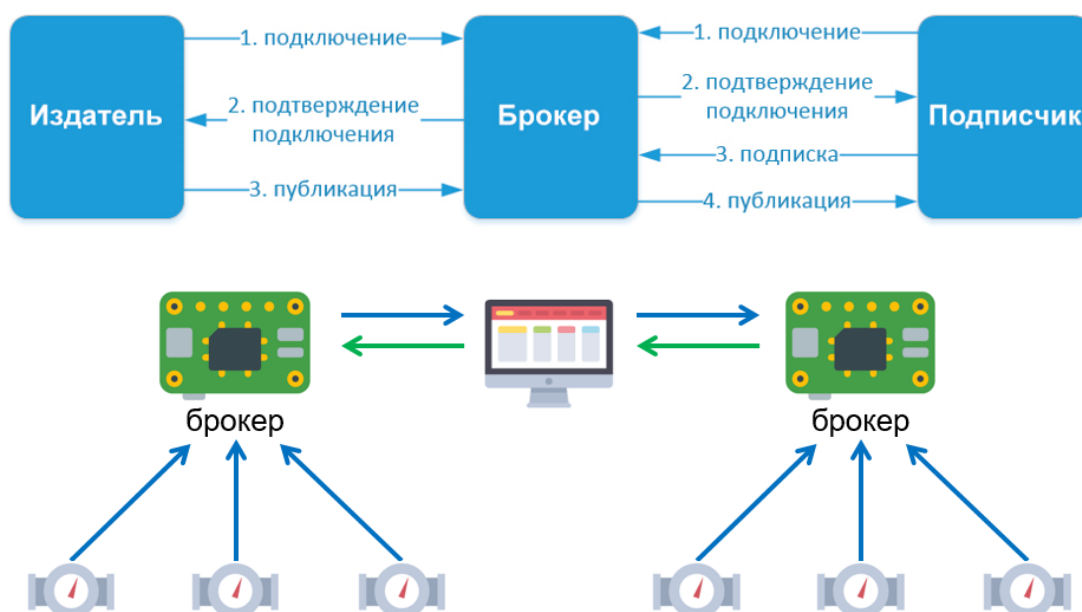 1. подключение
1. подключение
Издатель
2. подтверждение
подключения
Брокер
2. подтверждение
подключения
Подписчик
3. подписка
3. публикация
4. публикация
брокер
брокер